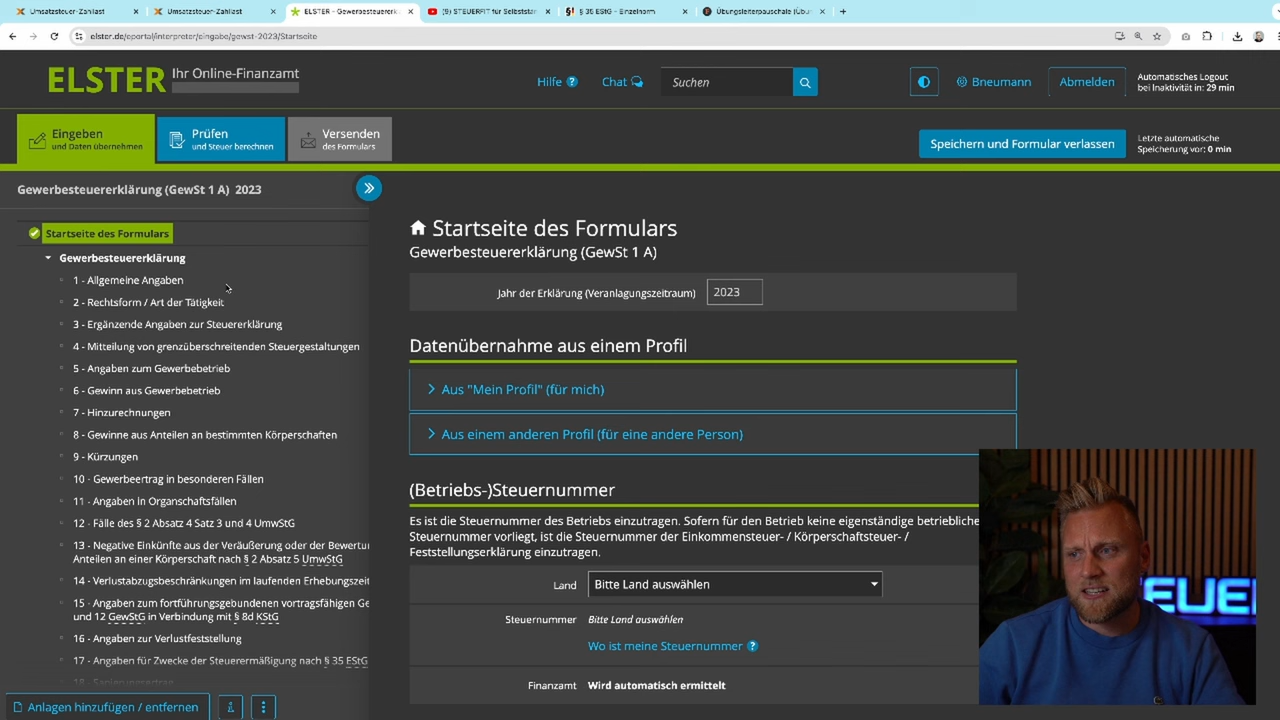 Umsatzsteuer-Zahllast
Umsatzsteuer-Zahllast
ELSTER - Gewerbesteuererk..
(9) STEUERFIT für Selbststän..
§ 35 EStG - Einzelnorm
Übungsleiterpauschale (Übu..
elster.de/eportal/interpreter/eingabe/gewst-2023/Startseite
ELSTER Ihr Online-Finanzamt
Hilfe ?
Chat
Suchen
Bneumann
Abmelden
Automatisches Logout
bei Inaktivität in: 29 min
Eingeben
und Daten übernehmen
Prüfen
und Steuer berechnen
Versenden
des Formulars
Speichern und Formular verlassen
Letzte automatische
Speicherung vor: 0 min
Gewerbesteuererklärung (GewSt 1 A) 2023
Startseite des Formulars
Gewerbesteuererklärung
1 - Allgemeine Angaben
2 - Rechtsform / Art der Tätigkeit
3 - Ergänzende Angaben zur Steuererklärung
4 - Mitteilung von grenzüberschreitenden Steuergestaltungen
5 - Angaben zum Gewerbebetrieb
6 - Gewinn aus Gewerbebetrieb
7 - Hinzurechnungen
8 - Gewinne aus Anteilen an bestimmten Körperschaften
9 - Kürzungen
10 - Gewerbeertrag in besonderen Fällen
11 - Angaben in Organschaftsfällen
12 - Fälle des § 2 Absatz 4 Satz 3 und 4 UmwStG
13 - Negative Einkünfte aus der Veräußerung oder der Bewertu
Anteilen an einer Körperschaft nach § 2 Absatz 5 UmwStG
14 - Verlustabzugsbeschränkungen im laufenden Erhebungszeit
15 - Angaben zum fortführungsgebundenen vortragsfähigen Ge
und 12 GewStG in Verbindung mit § 8d KStG
16 - Angaben zur Verlustfeststellung
17 - Angaben für Zwecke der Steuerermäßigung nach § 35 EStG
18 - Sanierungsertrag
Anlagen hinzufügen / entfernen
Startseite des Formulars
Gewerbesteuererklärung (GewSt 1 A)
Jahr der Erklärung (Veranlagungszeitraum) 2023
Datenübernahme aus einem Profil
Aus "Mein Profil" (für mich)
Aus einem anderen Profil (für eine andere Person)
(Betriebs-)Steuernummer
Es ist die Steuernummer des Betriebs einzutragen. Sofern für den Betrieb keine eigenständige betriebliche
Steuernummer vorliegt, ist die Steuernummer der Einkommensteuer- / Körperschaftsteuer- /
Feststellungserklärung einzutragen.
Land Bitte Land auswählen
Steuernummer Bitte Land auswählen
Wo ist meine Steuernummer ?
Finanzamt Wird automatisch ermittelt
EUE